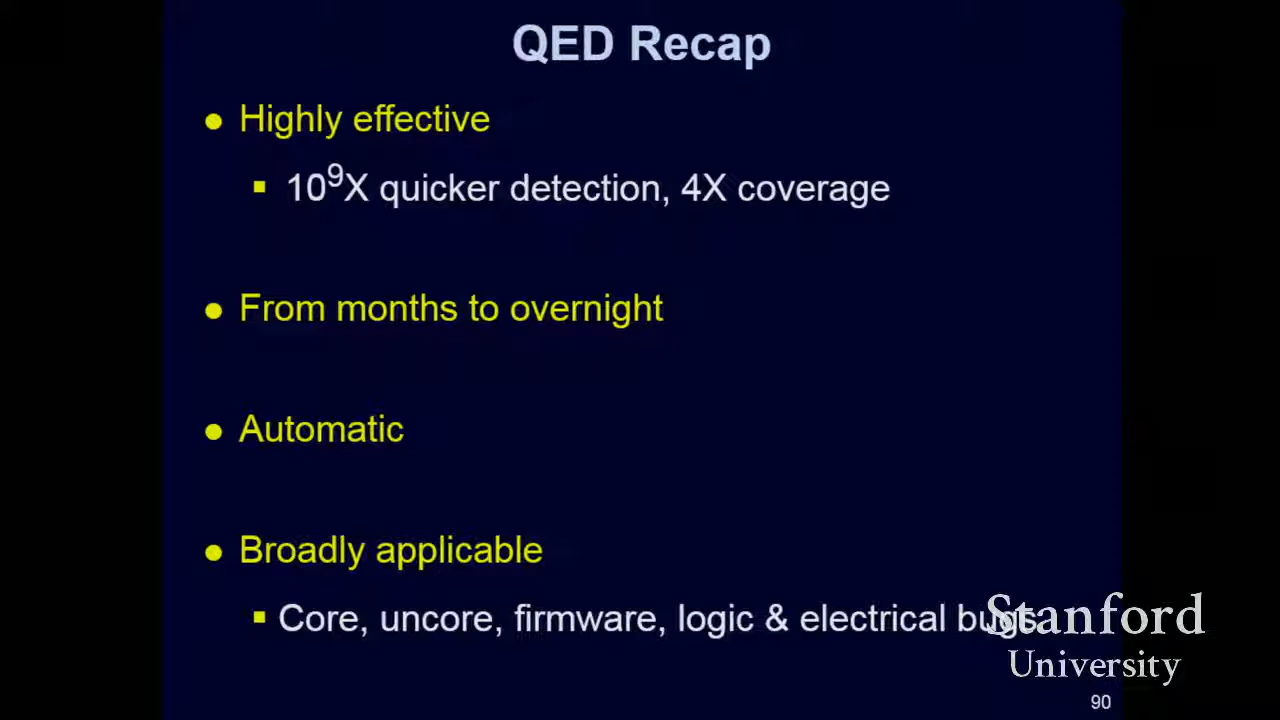 QED Recap
● Highly effective
▪ 10⁹X quicker detection, 4X coverage
● From months to overnight
● Automatic
● Broadly applicable
▪ Core, uncore, firmware, logic & electrical bugs
Stanford
University
90